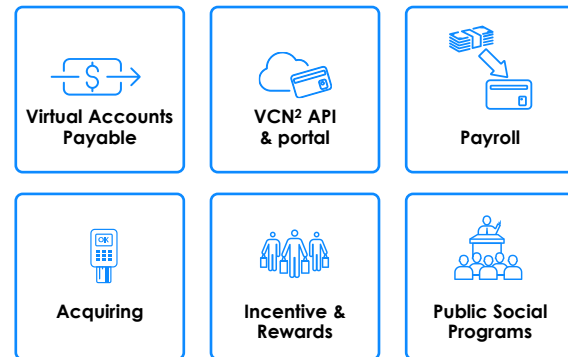 $
Virtual Accounts
Payable
VCN² API
& portal
Payroll
OK
Acquiring
Incentive &
Rewards
Public Social
Programs